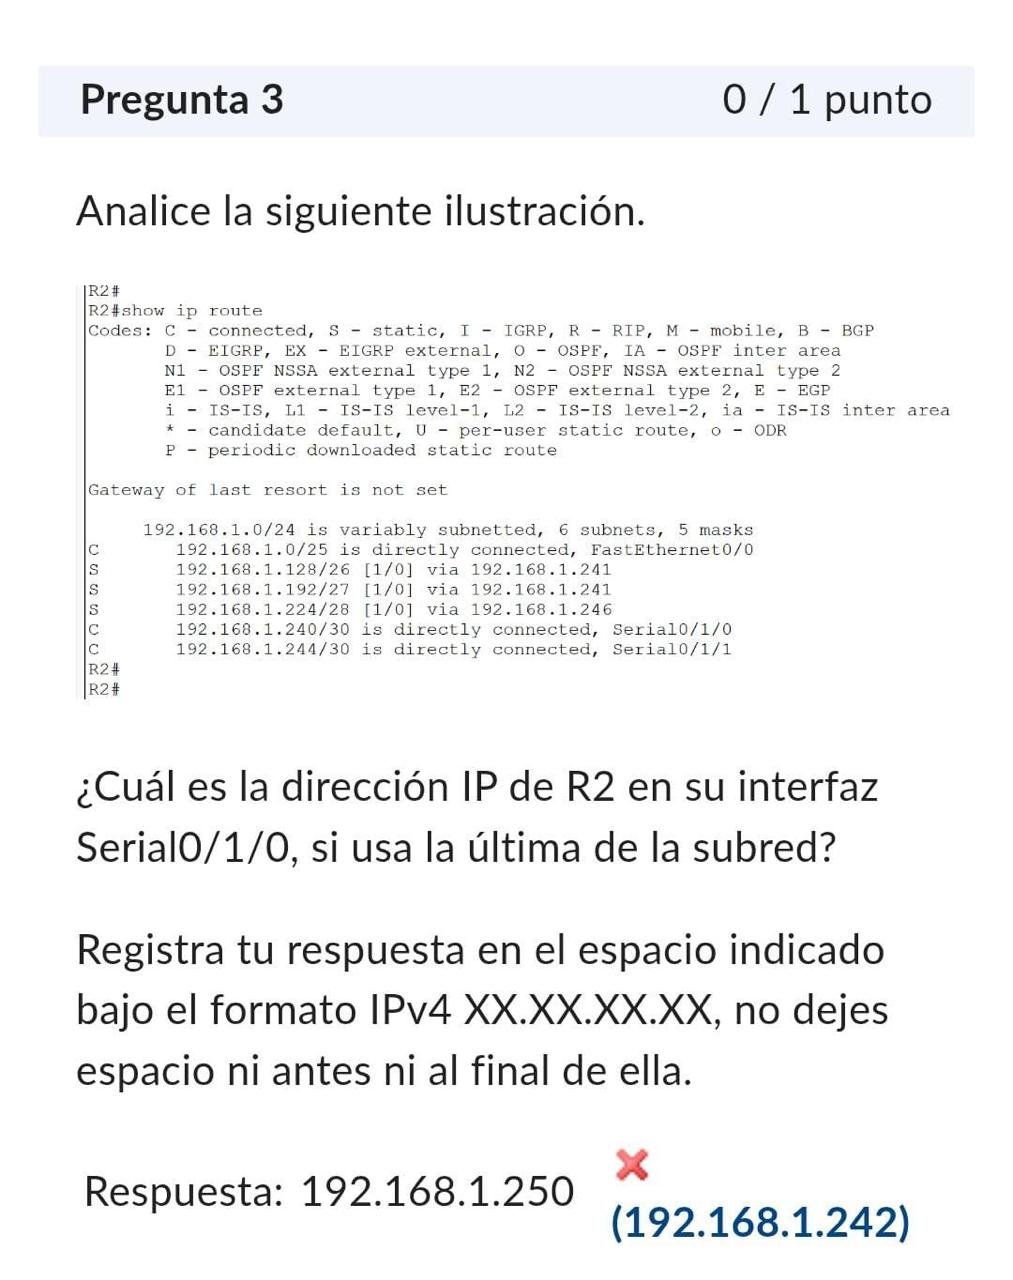 Pregunta 3 0 / 1 punto
Analice la siguiente ilustración.
R2#
R2#show ip route
Codes: C - connected, S - static, I - IGRP, R - RIP, M - mobile, B - BGP
D - EIGRP, EX - EIGRP external, O - OSPF, IA - OSPF inter area
N1 - OSPF NSSA external type 1, N2 - OSPF NSSA external type 2
E1 - OSPF external type 1, E2 - OSPF external type 2, E - EGP
i - IS-IS, L1 - IS-IS level-1, L2 - IS-IS level-2, ia - IS-IS inter area
* - candidate default, U - per-user static route, o - ODR
P - periodic downloaded static route
Gateway of last resort is not set
192.168.1.0/24 is variably subnetted, 6 subnets, 5 masks
C 192.168.1.0/25 is directly connected, FastEthernet0/0
S 192.168.1.128/26 [1/0] via 192.168.1.241
S 192.168.1.192/27 [1/0] via 192.168.1.241
S 192.168.1.224/28 [1/0] via 192.168.1.246
C 192.168.1.240/30 is directly connected, Serial0/1/0
C 192.168.1.244/30 is directly connected, Serial0/1/1
R2#
R2#
¿Cuál es la dirección IP de R2 en su interfaz
Serial0/1/0, si usa la última de la subred?
Registra tu respuesta en el espacio indicado
bajo el formato IPv4 XX.XX.XX.XX, no dejes
espacio ni antes ni al final de ella.
Respuesta: 192.168.1.250
(192.168.1.242)